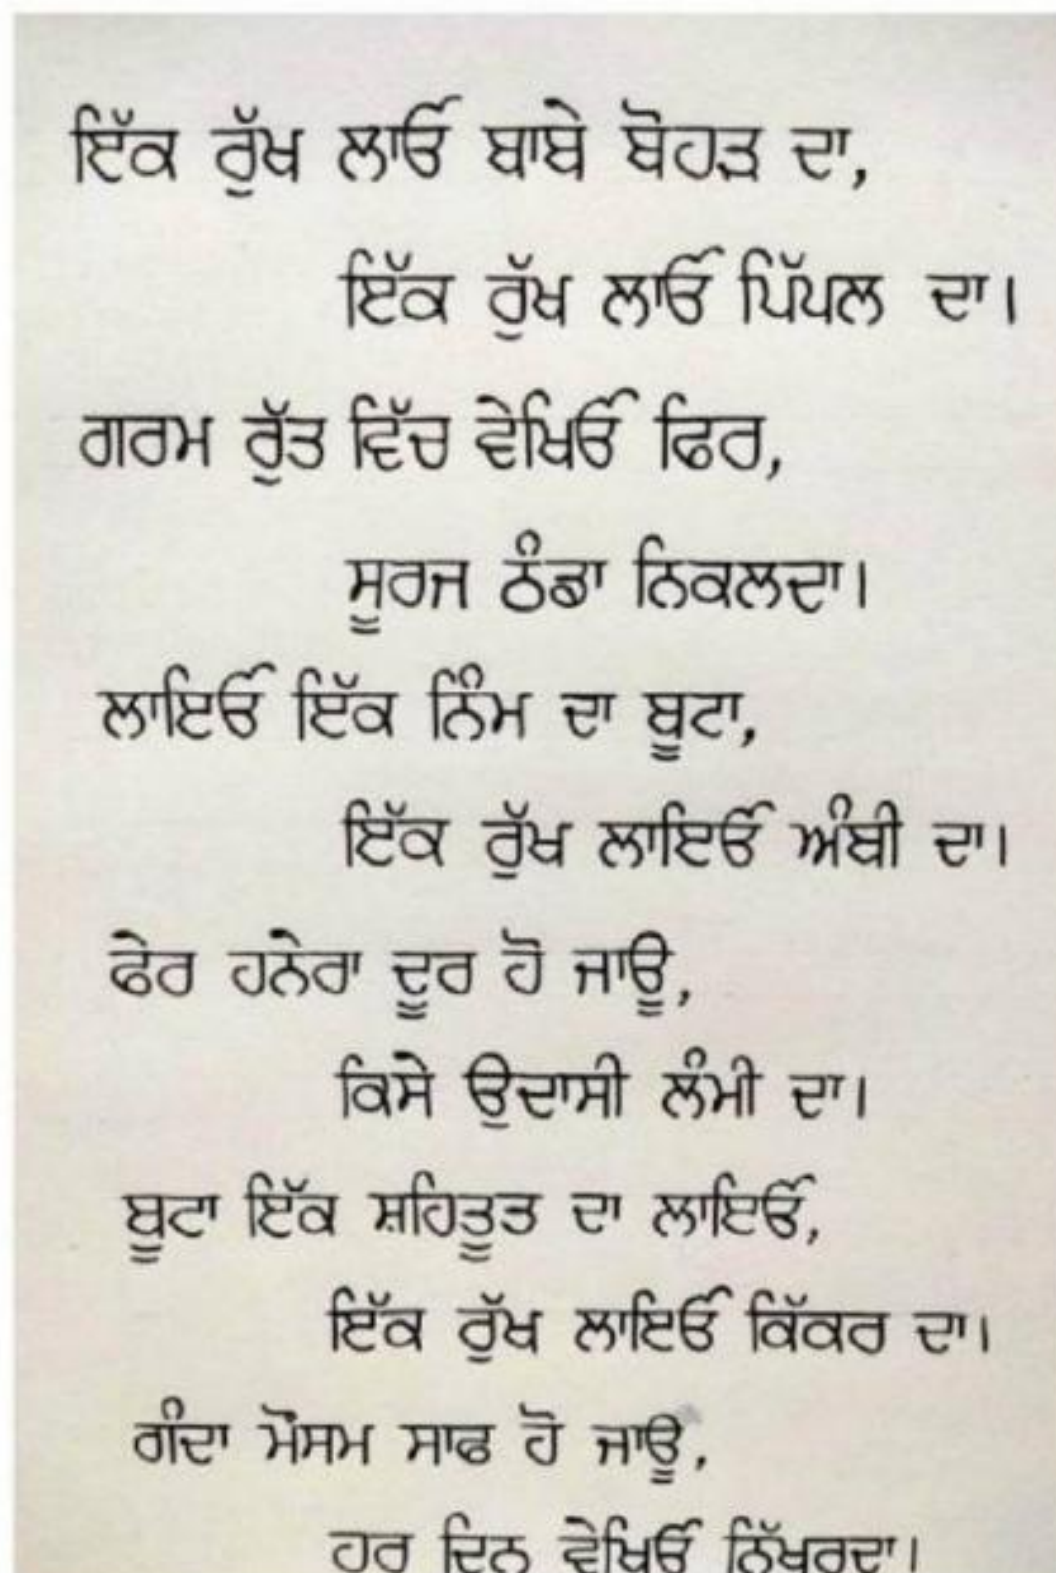 ਇੱਕ ਰੁੱਖ ਲਾਓ ਬਾਬੇ ਬੋਹੜ ਦਾ,
ਇੱਕ ਰੁੱਖ ਲਾਓ ਪਿੱਪਲ ਦਾ।
ਗਰਮ ਰੁੱਤ ਵਿੱਚ ਵੇਖਿਓ ਫਿਰ,
ਸੂਰਜ ਠੰਡਾ ਨਿਕਲਦਾ।
ਲਾਇਓ ਇੱਕ ਨਿੰਮ ਦਾ ਬੂਟਾ,
ਇੱਕ ਰੁੱਖ ਲਾਇਓ ਅੰਬੀ ਦਾ।
ਫੇਰ ਹਨੇਰਾ ਦੂਰ ਹੋ ਜਾਊ,
ਕਿਸੇ ਉਦਾਸੀ ਲੰਮੀ ਦਾ।
ਬੂਟਾ ਇੱਕ ਸ਼ਹਿਤੂਤ ਦਾ ਲਾਇਓ,
ਇੱਕ ਰੁੱਖ ਲਾਇਓ ਕਿੱਕਰ ਦਾ।
ਗੰਦਾ ਮੌਸਮ ਸਾਫ ਹੋ ਜਾਊ,
ਹਰ ਦਿਨ ਵੇਖਿਓ ਨਿੱਖਰਦਾ।